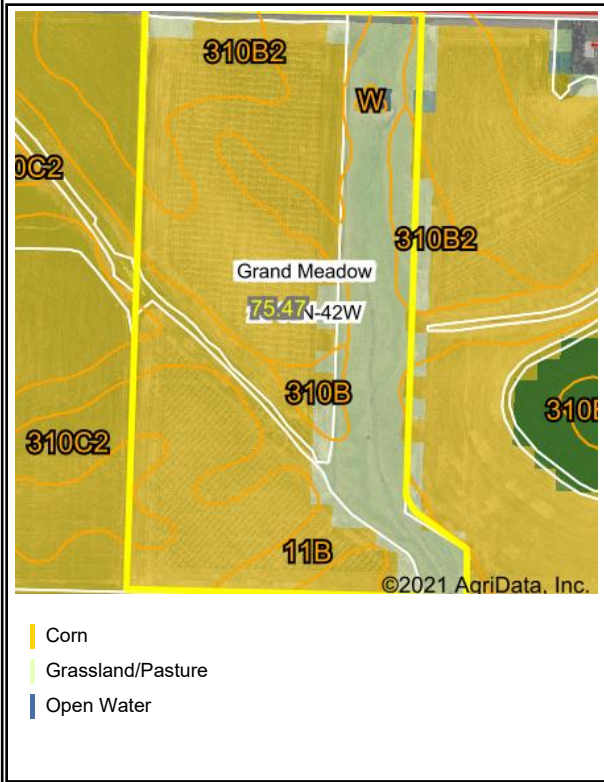 310B2
W
0C2
310B2
Grand Meadow
75.47 N-42W
310B
310B
310C2
11B
©2021 AgriData, Inc.
Corn
Grassland/Pasture
Open Water